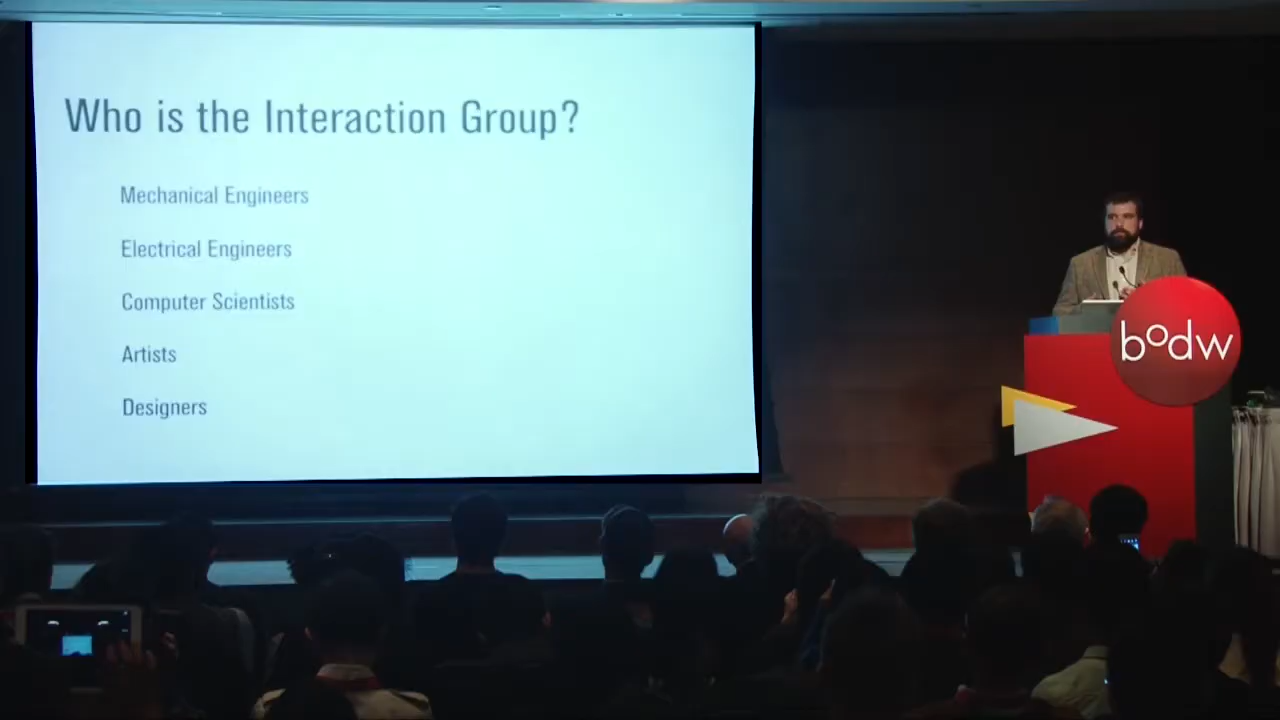 Who is the Interaction Group?
Mechanical Engineers
Electrical Engineers
Computer Scientists
Artists
Designers
bodw